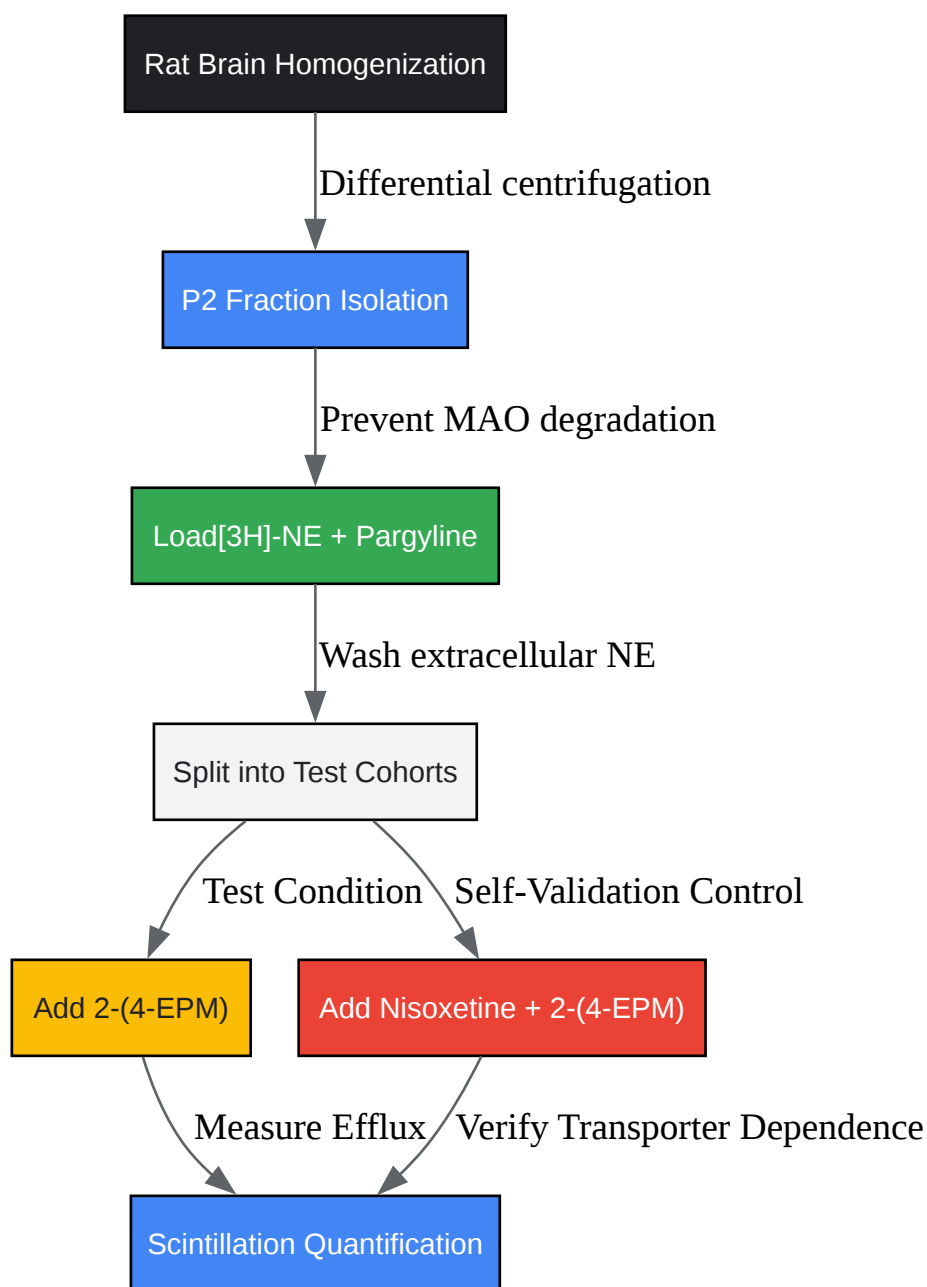 Rat Brain Homogenization
Differential centrifugation
P2 Fraction Isolation
Prevent MAO degradation
Load[3H]-NE + Pargyline
Wash extracellular NE
Split into Test Cohorts
Test Condition
Self-Validation Control
Add 2-(4-EPM)
Add Nisoxetine + 2-(4-EPM)
Measure Efflux
Verify Transporter Dependence
Scintillation Quantification